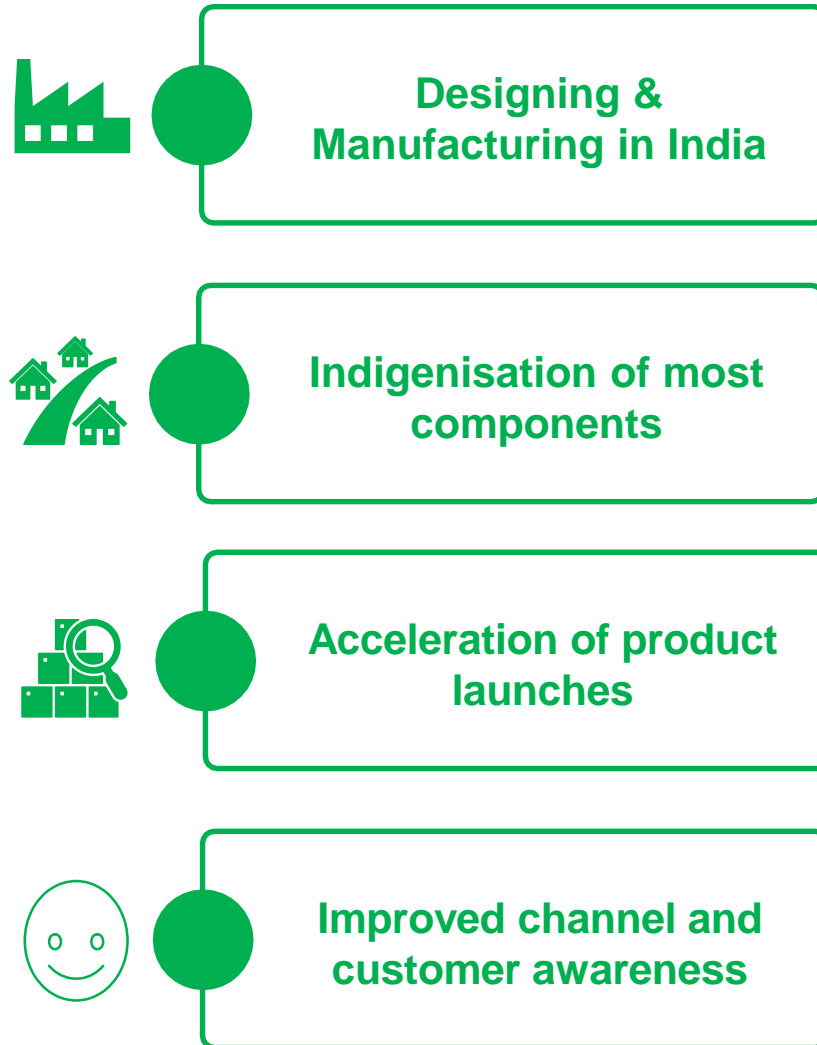 Designing &
Manufacturing in India
Indigenisation of most
components
Acceleration of product
launches
Improved channel and
customer awareness